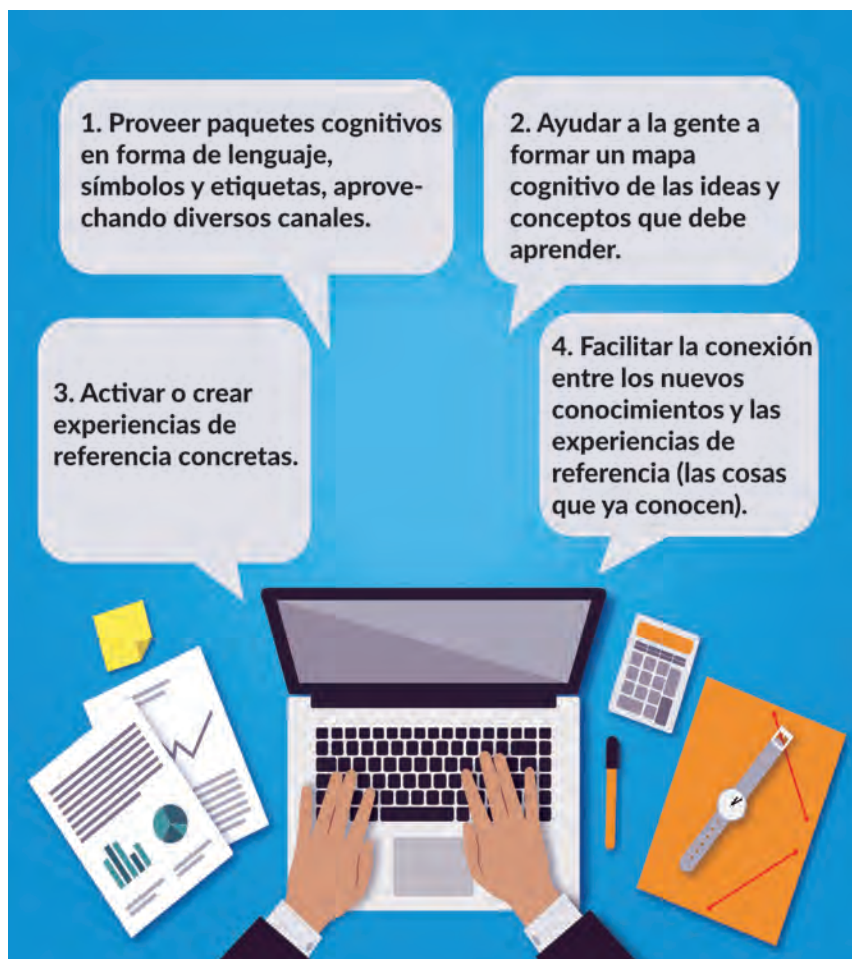 1. Proveer paquetes cognitivos
en forma de lenguaje,
símbolos y etiquetas, aprove-
chando diversos canales.
2. Ayudar a la gente a
formar un mapa
cognitivo de las ideas y
conceptos que debe
aprender.
3. Activar o crear
experiencias de
referencia concretas.
4. Facilitar la conexión
entre los nuevos
conocimientos y las
experiencias de
referencia (las cosas
que ya conocen).